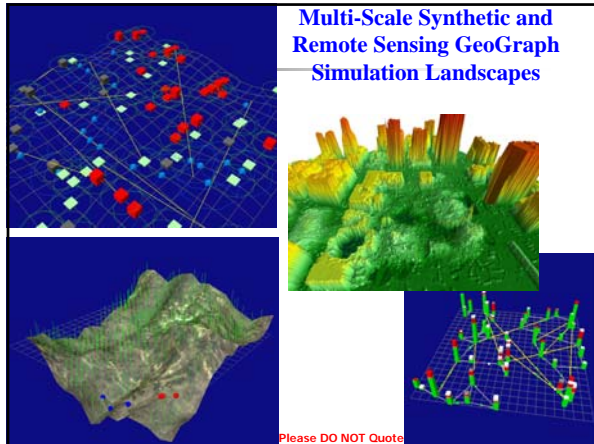 Multi-Scale Synthetic and
Remote Sensing GeoGraph
Simulation Landscapes
Please DO NOT Quote